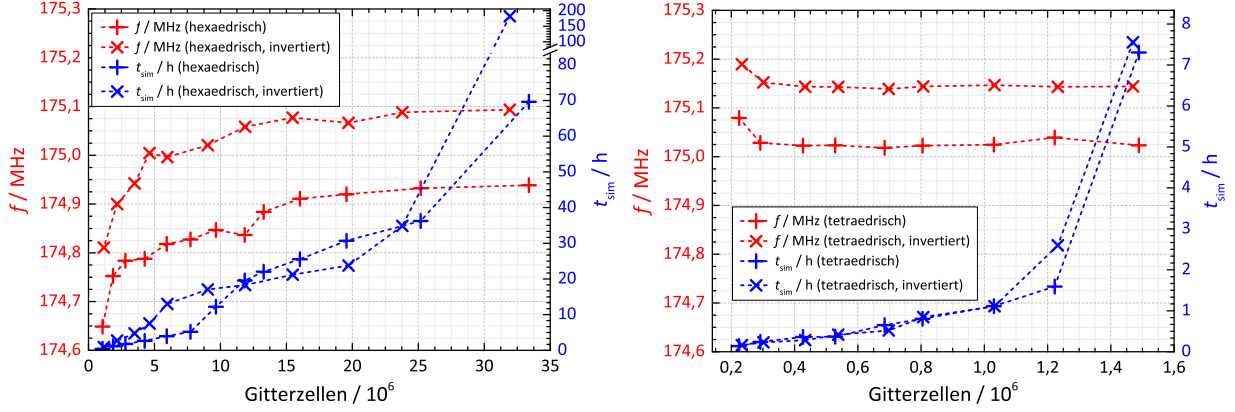 175,3
175,2
175,1
175,0
174,9
174,8
174,7
174,6
f / MHz
f / MHz (hexaedrisch)
f / MHz (hexaedrisch, invertiert)
t_sim / h (hexaedrisch)
t_sim / h (hexaedrisch, invertiert)
200
150
100
80
70
60
50
40
30
20
10
0
t_sim / h
0 5 10 15 20 25 30 35
Gitterzellen / 10^6
175,3
175,2
175,1
175,0
174,9
174,8
174,7
174,6
f / MHz
f / MHz (tetraedrisch)
f / MHz (tetraedrisch, invertiert)
t_sim / h (tetraedrisch)
t_sim / h (tetraedrisch, invertiert)
8
7
6
5
4
3
2
1
0
t_sim / h
0,2 0,4 0,6 0,8 1,0 1,2 1,4 1,6
Gitterzellen / 10^6